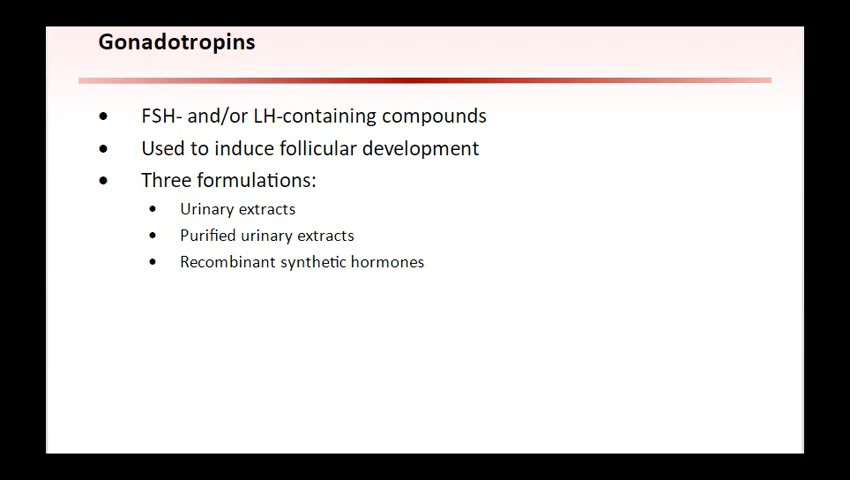 Gonadotropins
• FSH- and/or LH-containing compounds
• Used to induce follicular development
• Three formulations:
• Urinary extracts
• Purified urinary extracts
• Recombinant synthetic hormones